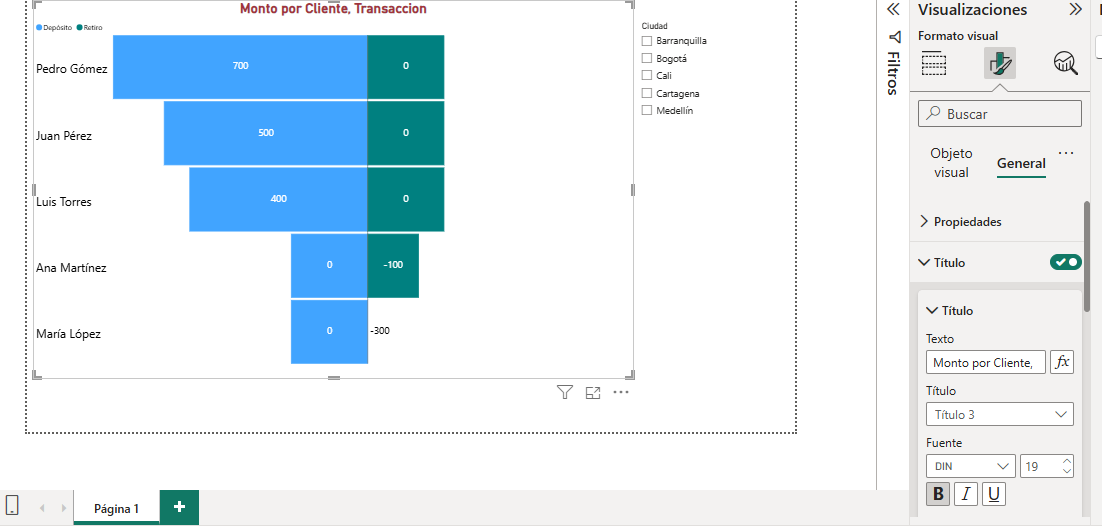 Monto por Cliente, Transaccion
Depósito Retiro
Pedro Gómez 700 0
Juan Pérez 500 0
Luis Torres 400 0
Ana Martínez 0 -100
María López 0 -300
Ciudad
Barranquilla
Bogotá
Cali
Cartagena
Medellín
Filtros
Visualizaciones
Formato visual
Buscar
Objeto visual
General
Propiedades
Título
Título
Texto
Monto por Cliente, fx
Título
Título 3
Fuente
DIN 19
B I U
Página 1 +